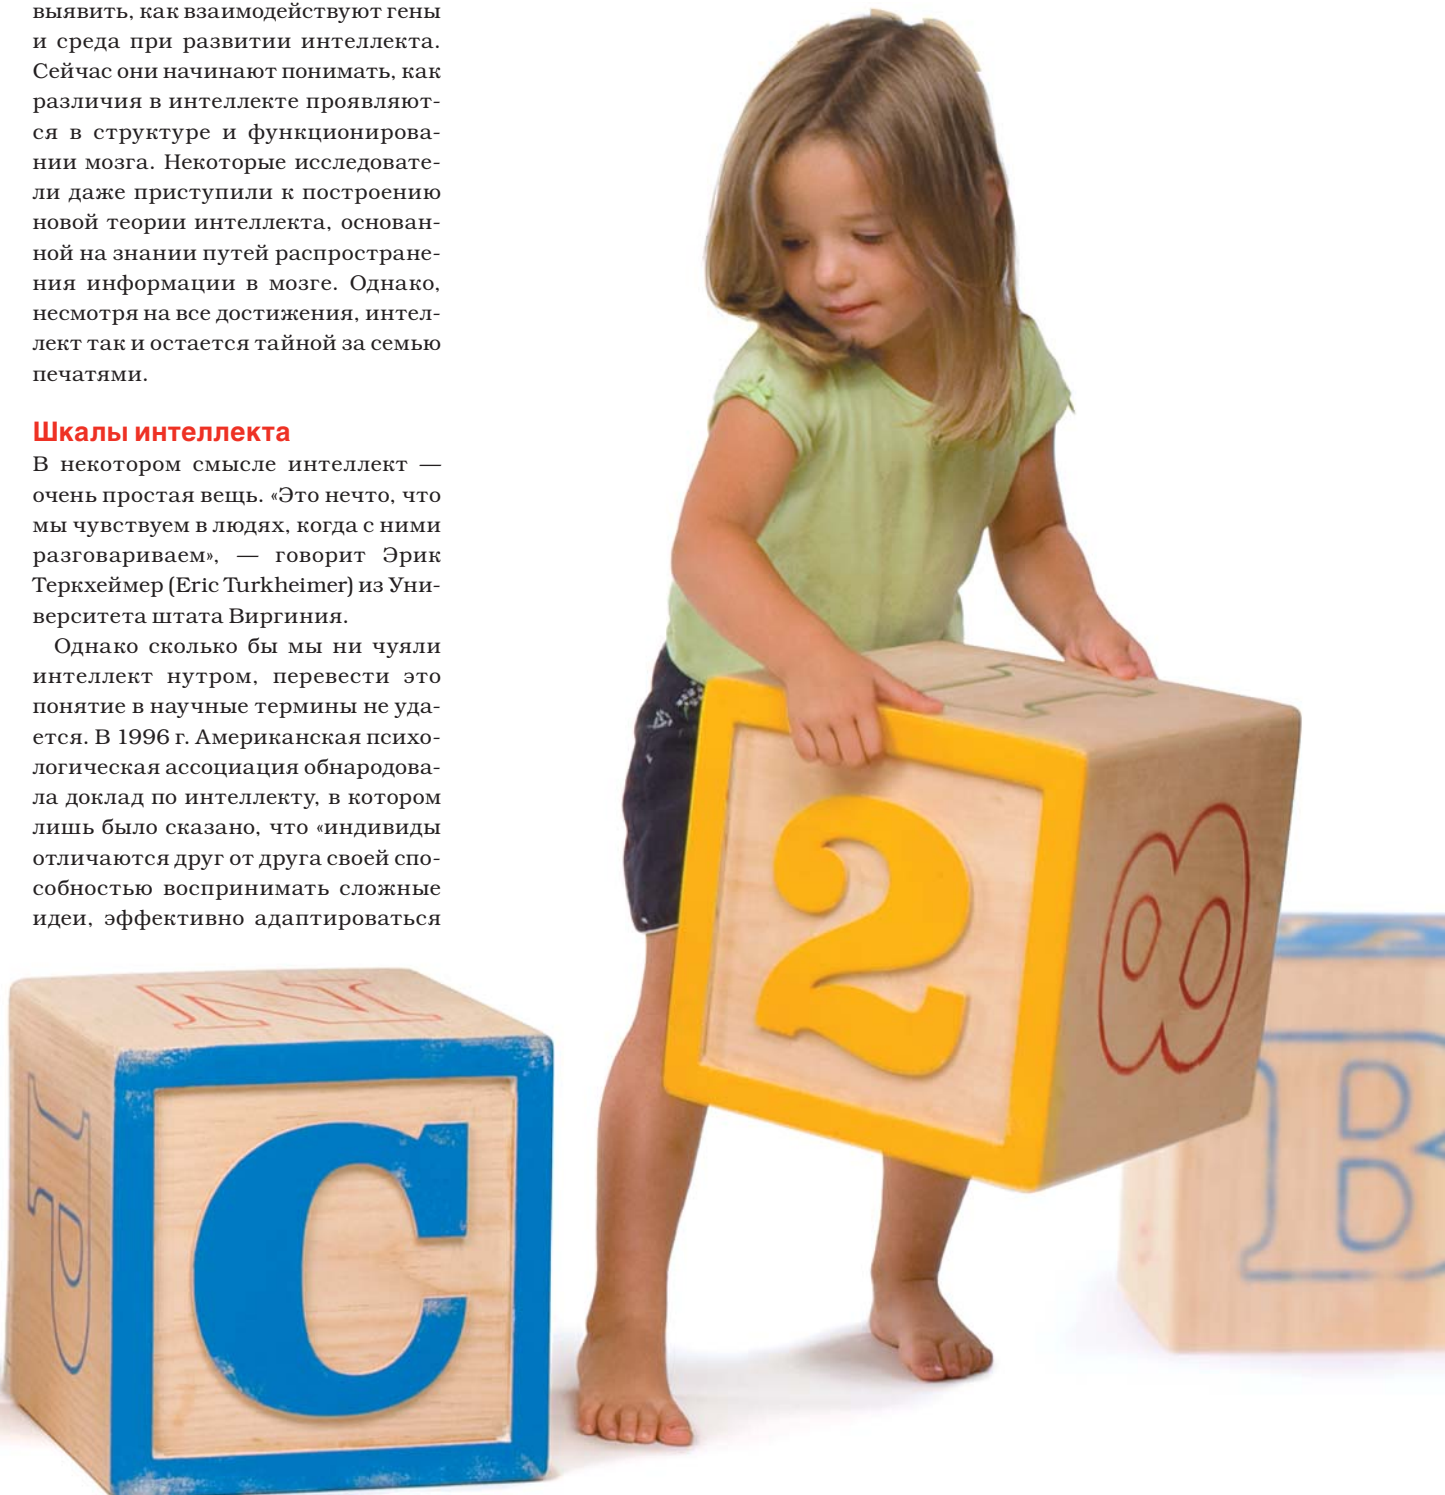 выявить, как взаимодействуют гены
и среда при развитии интеллекта.
Сейчас они начинают понимать, как
различия в интеллекте проявляют-
ся в структуре и функционирова-
нии мозга. Некоторые исследовате-
ли даже приступили к построению
новой теории интеллекта, основан-
ной на знании путей распростране-
ния информации в мозге. Однако,
несмотря на все достижения, интел-
лект так и остается тайной за семью
печатями.
Шкалы интеллекта
В некотором смысле интеллект —
очень простая вещь. «Это нечто, что
мы чувствуем в людях, когда с ними
разговариваем», — говорит Эрик
Теркхеймер (Eric Turkheimer) из Уни-
верситета штата Виргиния.
Однако сколько бы мы ни чуяли
интеллект нутром, перевести это
понятие в научные термины не уда-
ется. В 1996 г. Американская психо-
логическая ассоциация обнародова-
ла доклад по интеллекту, в котором
лишь было сказано, что «индивиды
отличаются друг от друга своей спо-
собностью воспринимать сложные
идеи, эффективно адаптироваться
I
2
8
N
P
C
B